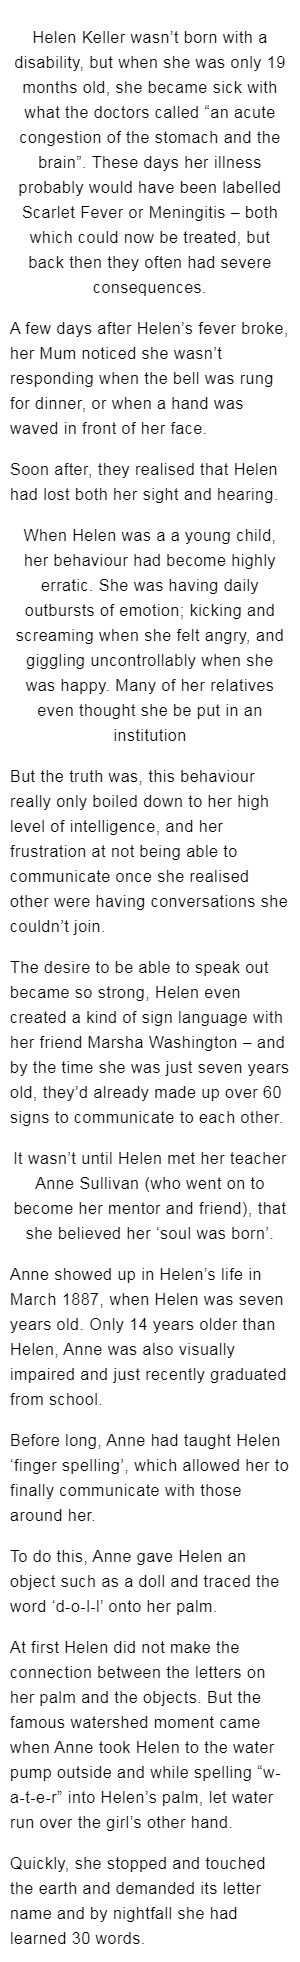 Helen Keller wasn’t born with a
disability, but when she was only 19
months old, she became sick with
what the doctors called “an acute
congestion of the stomach and the
brain”. These days her illness
probably would have been labelled
Scarlet Fever or Meningitis – both
which could now be treated, but
back then they often had severe
consequences.
A few days after Helen’s fever broke,
her Mum noticed she wasn’t
responding when the bell was rung
for dinner, or when a hand was
waved in front of her face.
Soon after, they realised that Helen
had lost both her sight and hearing.
When Helen was a a young child,
her behaviour had become highly
erratic. She was having daily
outbursts of emotion; kicking and
screaming when she felt angry, and
giggling uncontrollably when she
was happy. Many of her relatives
even thought she be put in an
institution
But the truth was, this behaviour
really only boiled down to her high
level of intelligence, and her
frustration at not being able to
communicate once she realised
other were having conversations she
couldn’t join.
The desire to be able to speak out
became so strong, Helen even
created a kind of sign language with
her friend Marsha Washington – and
by the time she was just seven years
old, they’d already made up over 60
signs to communicate to each other.
It wasn’t until Helen met her teacher
Anne Sullivan (who went on to
become her mentor and friend), that
she believed her ‘soul was born’.
Anne showed up in Helen’s life in
March 1887, when Helen was seven
years old. Only 14 years older than
Helen, Anne was also visually
impaired and just recently graduated
from school.
Before long, Anne had taught Helen
‘finger spelling’, which allowed her to
finally communicate with those
around her.
To do this, Anne gave Helen an
object such as a doll and traced the
word ‘d-o-l-l’ onto her palm.
At first Helen did not make the
connection between the letters on
her palm and the objects. But the
famous watershed moment came
when Anne took Helen to the water
pump outside and while spelling “w-
a-t-e-r” into Helen’s palm, let water
run over the girl’s other hand.
Quickly, she stopped and touched
the earth and demanded its letter
name and by nightfall she had
learned 30 words.